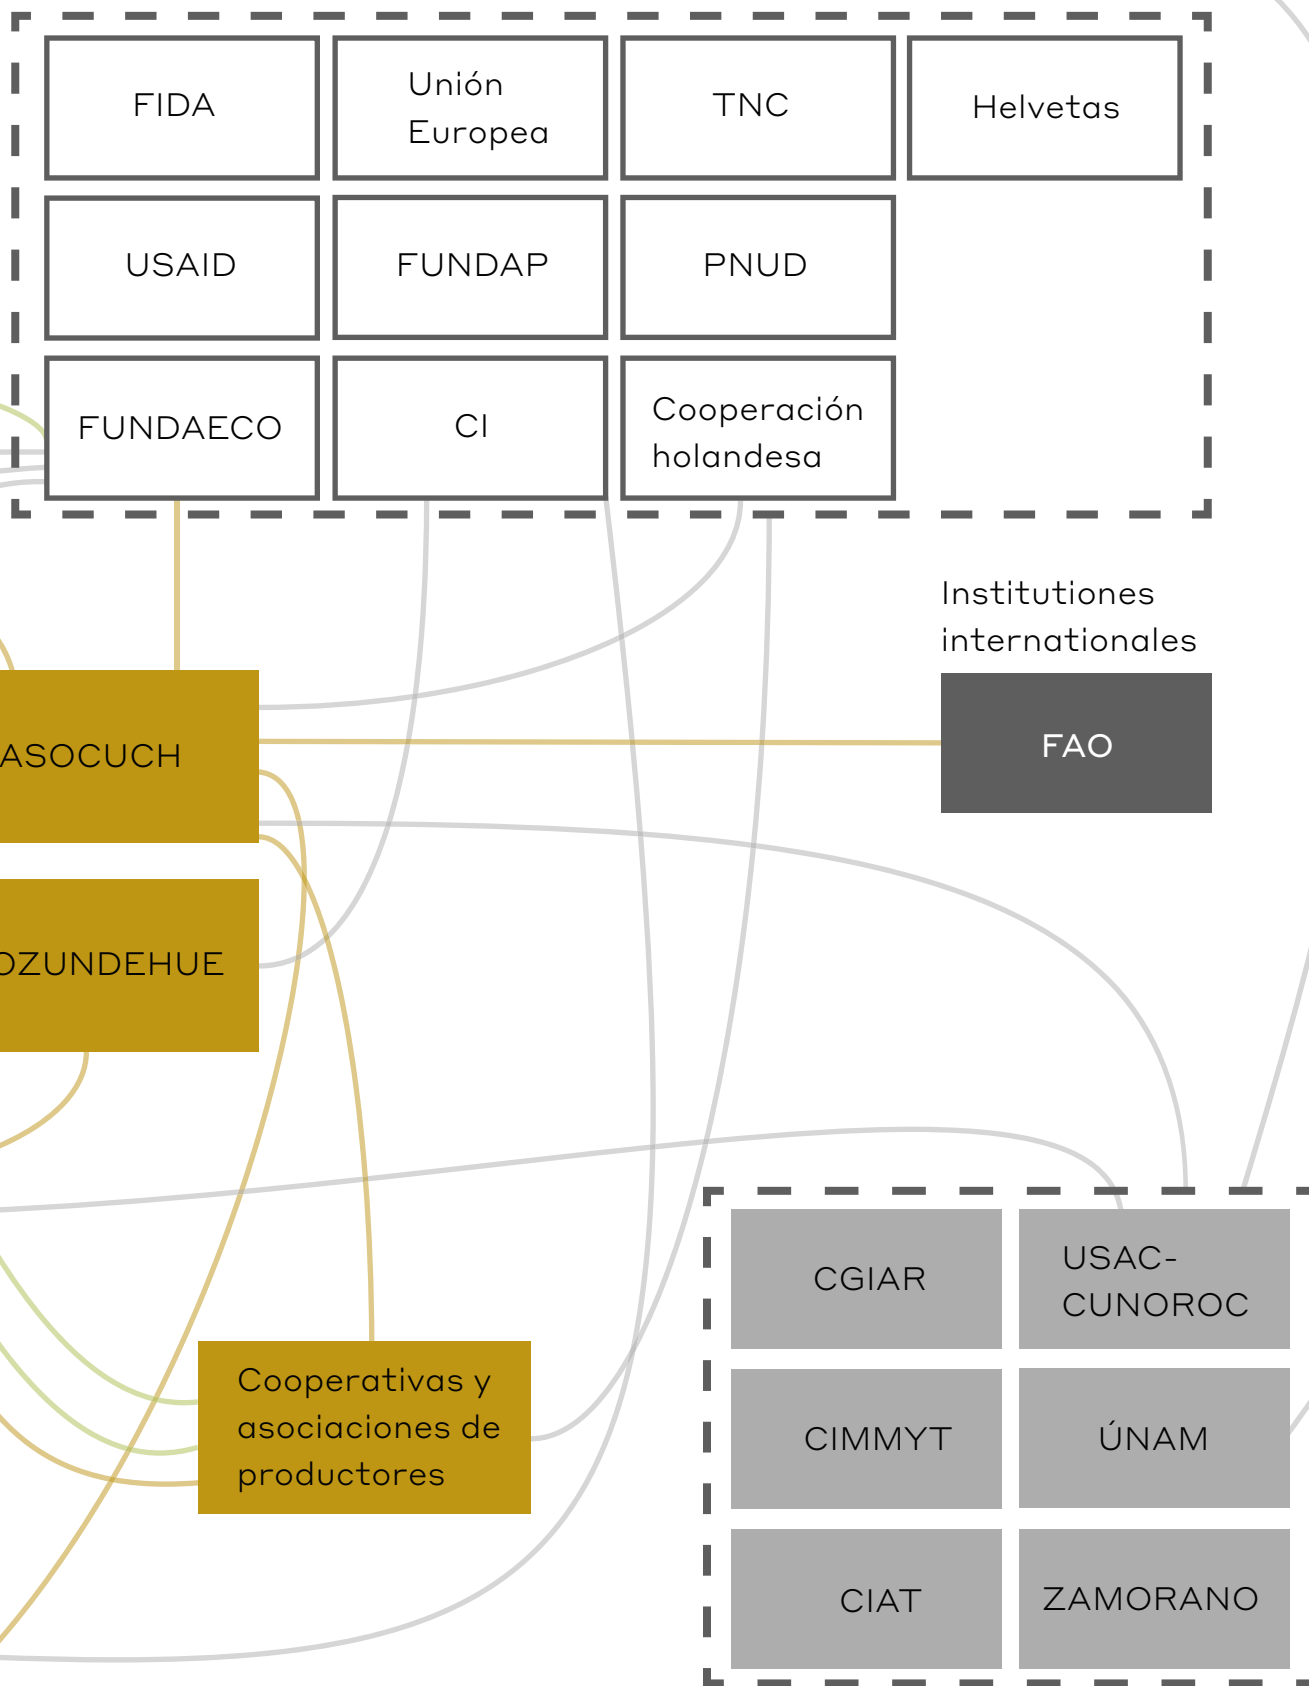 FIDA
Unión
Europea
TNC
Helvetas
USAID
FUNDAP
PNUD
FUNDAECO
CI
Cooperación
holandesa
Institutiones
internationales
FAO
ASOCUCH
OZUNDEHUE
CGIAR
USAC-
CUNOROC
CIMMYT
ÚNAM
CIAT
ZAMORANO
Cooperativas y
asociaciones de
productores